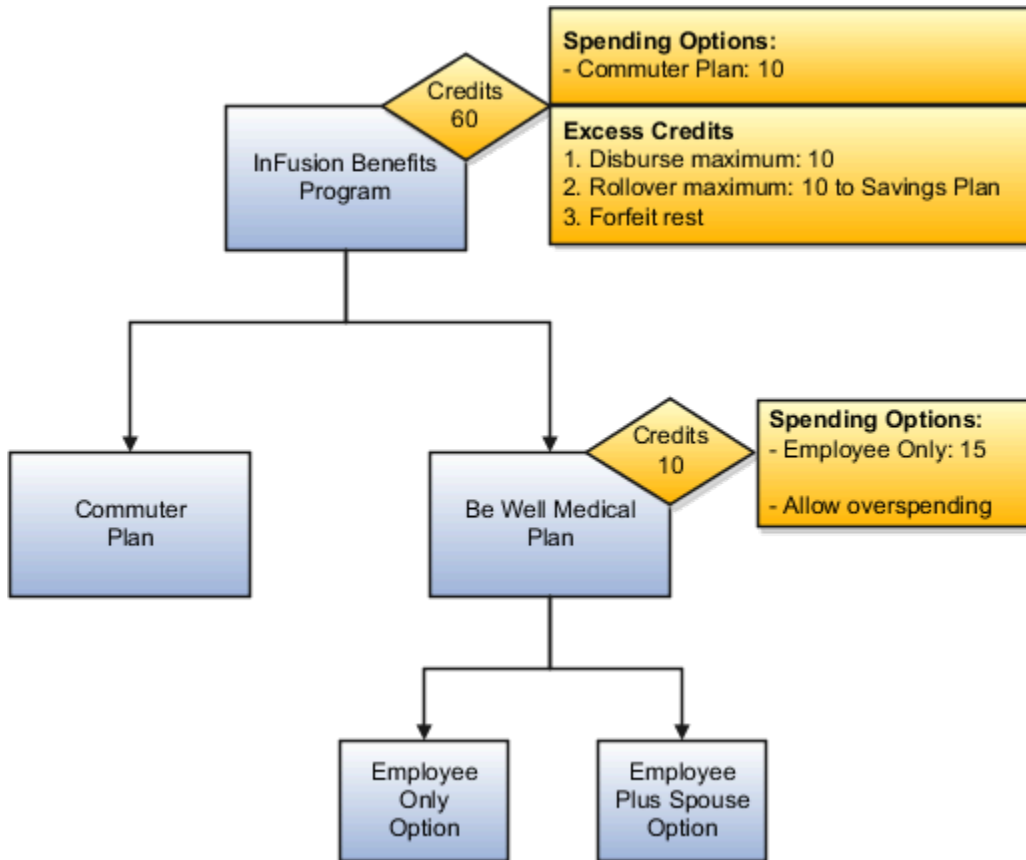 Spending Options:
- Commuter Plan: 10
Credits
60
Excess Credits
1. Disburse maximum: 10
2. Rollover maximum: 10 to Savings Plan
3. Forfeit rest
InFusion Benefits
Program
Commuter
Plan
Credits
10
Spending Options:
- Employee Only: 15
- Allow overspending
Be Well Medical
Plan
Employee
Only
Option
Employee
Plus Spouse
Option